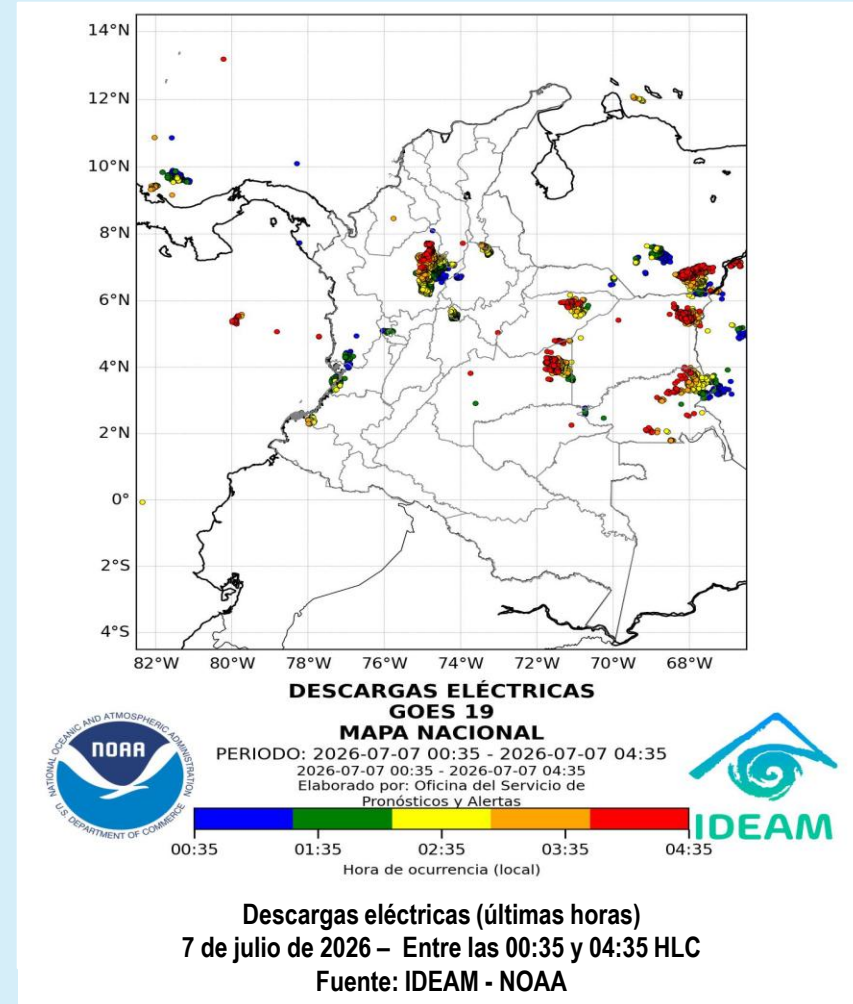 14°N
12°N
10°N
8°N
6°N
4°N
2°N
0°
2°S
4°S
82°W 80°W 78°W 76°W 74°W 72°W 70°W 68°W
DESCARGAS ELÉCTRICAS
GOES 19
MAPA NACIONAL
PERIODO: 2026-07-07 00:35 - 2026-07-07 04:35
2026-07-07 00:35 - 2026-07-07 04:35
Elaborado por: Oficina del Servicio de
Pronósticos y Alertas
NATIONAL OCEANIC AND ATMOSPHERIC ADMINISTRATION
NOAA
U.S. DEPARTMENT OF COMMERCE
IDEAM
00:35 01:35 02:35 03:35 04:35
Hora de ocurrencia (local)
Descargas eléctricas (últimas horas)
7 de julio de 2026 – Entre las 00:35 y 04:35 HLC
Fuente: IDEAM - NOAA